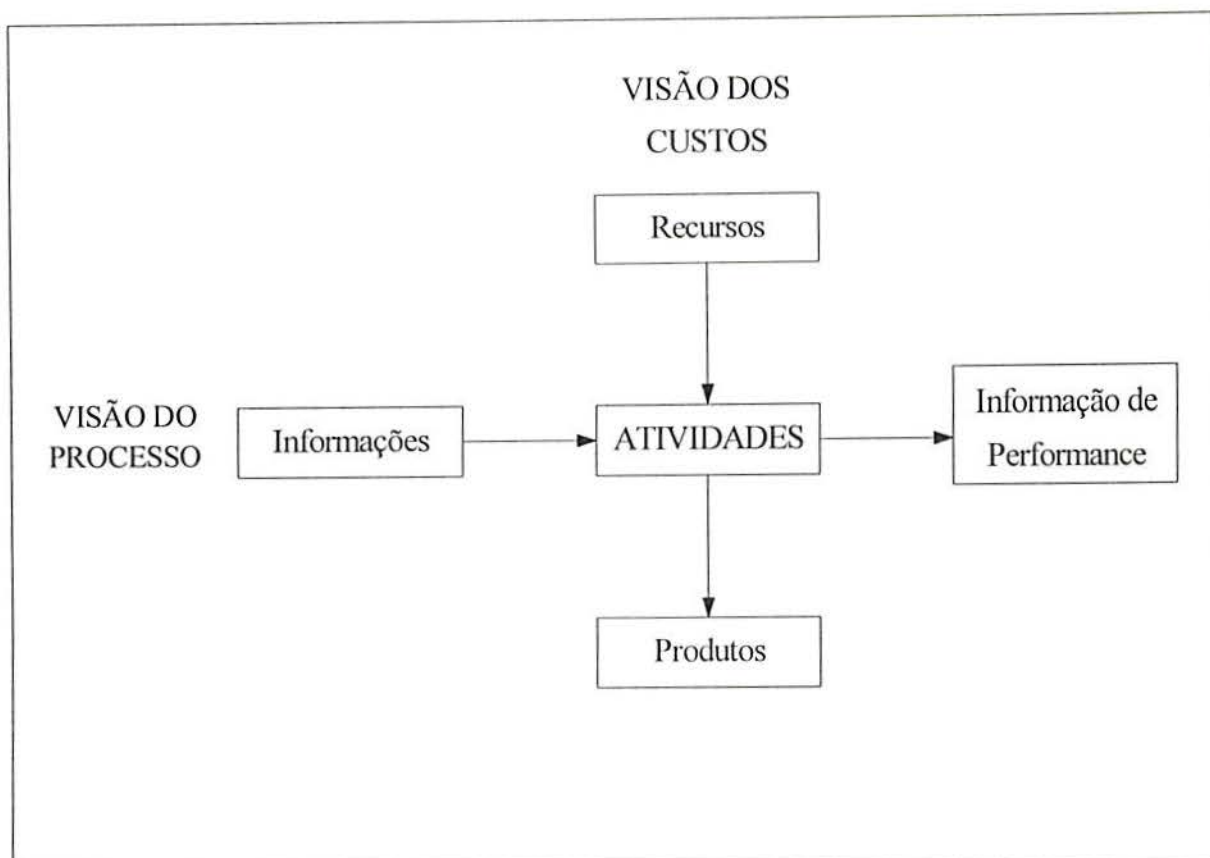 VISÃO DOS
CUSTOS
Recursos
VISÃO DO
PROCESSO
Informações
ATIVIDADES
Informação de
Performance
Produtos